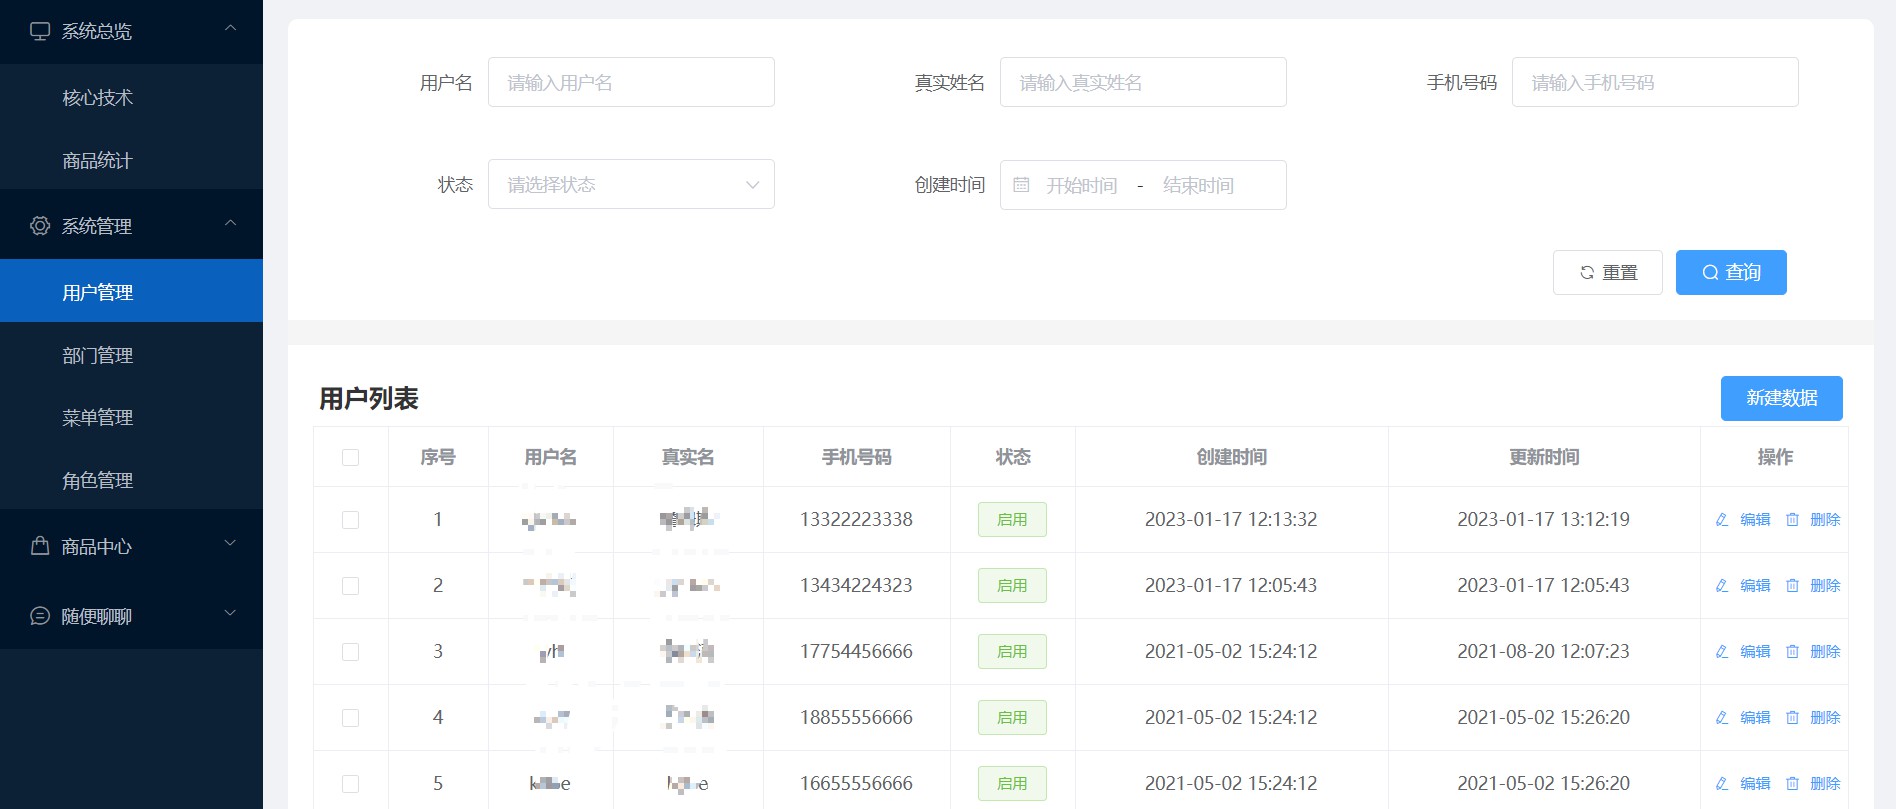 系统总览
核心技术
商品统计
系统管理
用户管理
部门管理
菜单管理
角色管理
商品中心
随便聊聊
用户名 请输入用户名 真实姓名 请输入真实姓名 手机号码 请输入手机号码
状态 请选择状态 创建时间 开始时间 - 结束时间
重置 查询
用户列表 新建数据
序号 用户名 真实名 手机号码 状态 创建时间 更新时间 操作
1 13322223338 启用 2023-01-17 12:13:32 2023-01-17 13:12:19 编辑 删除
2 13434224323 启用 2023-01-17 12:05:43 2023-01-17 12:05:43 编辑 删除
3 17754456666 启用 2021-05-02 15:24:12 2021-08-20 12:07:23 编辑 删除
4 18855556666 启用 2021-05-02 15:24:12 2021-05-02 15:26:20 编辑 删除
5 16655556666 启用 2021-05-02 15:24:12 2021-05-02 15:26:20 编辑 删除